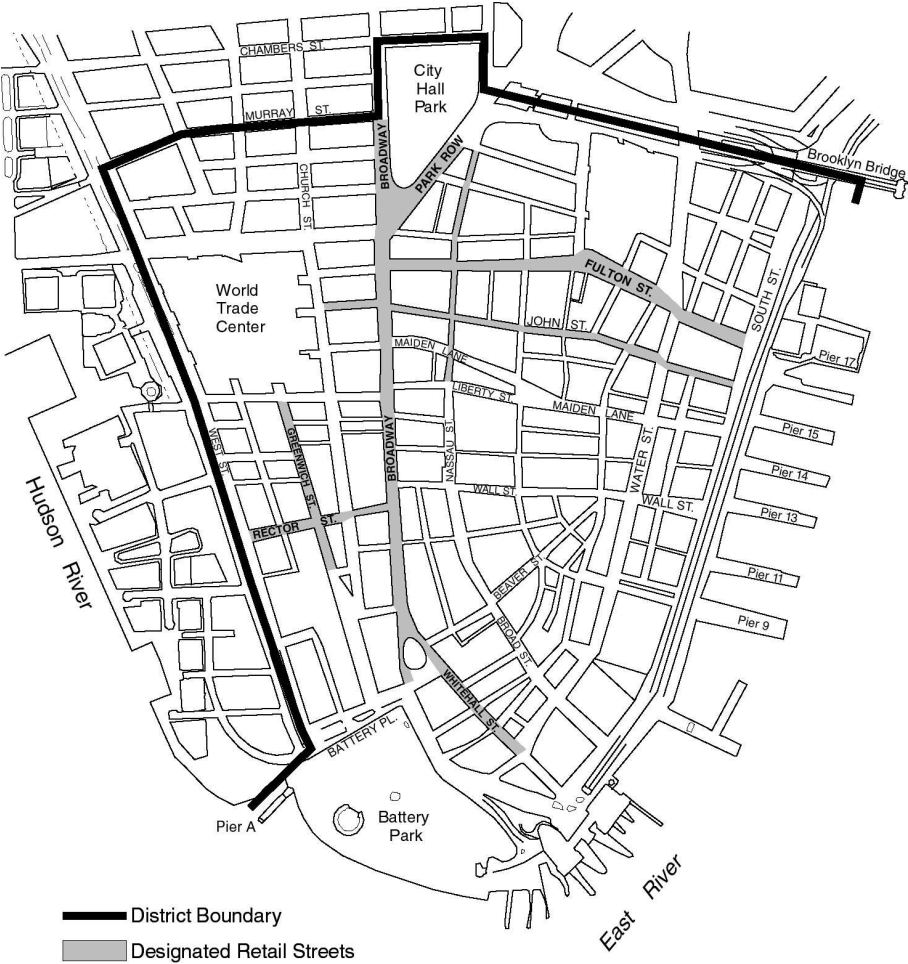 CHAMBERS ST.
City
Hall
Park
MURRAY ST.
BROADWAY
PARK ROW
Brooklyn Bridge
CHURCH ST.
FULTON ST.
SOUTH ST.
World
Trade
Center
JOHN ST.
MAIDEN LANE
Pier 17
LIBERTY ST.
MAIDEN LANE
Pier 15
WEST ST.
GREENWICH ST.
BROADWAY
NASSAU ST.
WATER ST.
Pier 14
WALL ST.
WALL ST.
Pier 13
RECTOR ST.
Hudson River
BEAVER ST.
Pier 11
BROAD ST.
Pier 9
WHITEHALL ST.
BATTERY PL.
Pier A
Battery
Park
East River
District Boundary
Designated Retail Streets